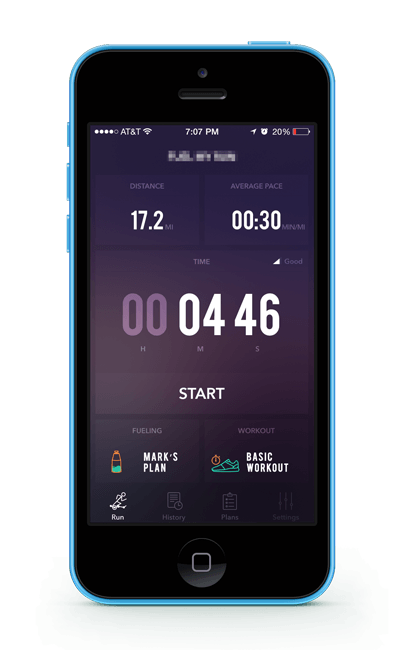 AT&T 7:07 PM 20%
DISTANCE AVERAGE PACE
17.2 MI 00:30 MIN/MI
TIME Good
00 04 46
H M S
START
FUELING WORKOUT
MARK'S BASIC
PLAN WORKOUT
Run History Plans Settings